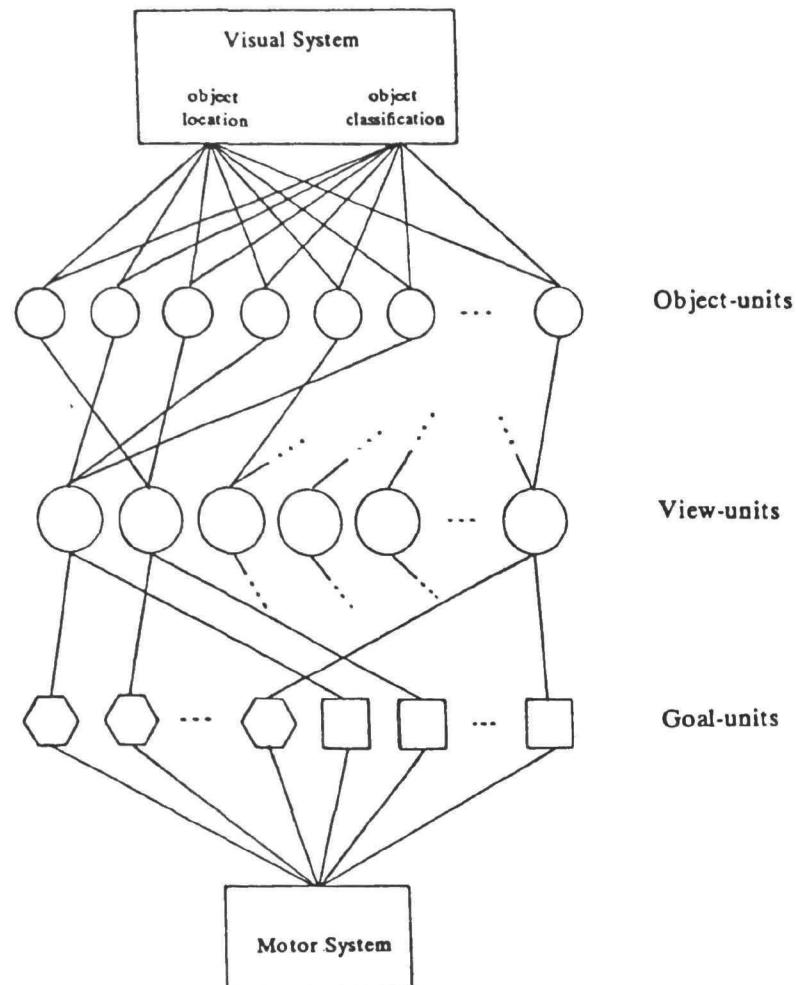 Visual System
object location
object classification
Object-units
View-units
Goal-units
Motor System